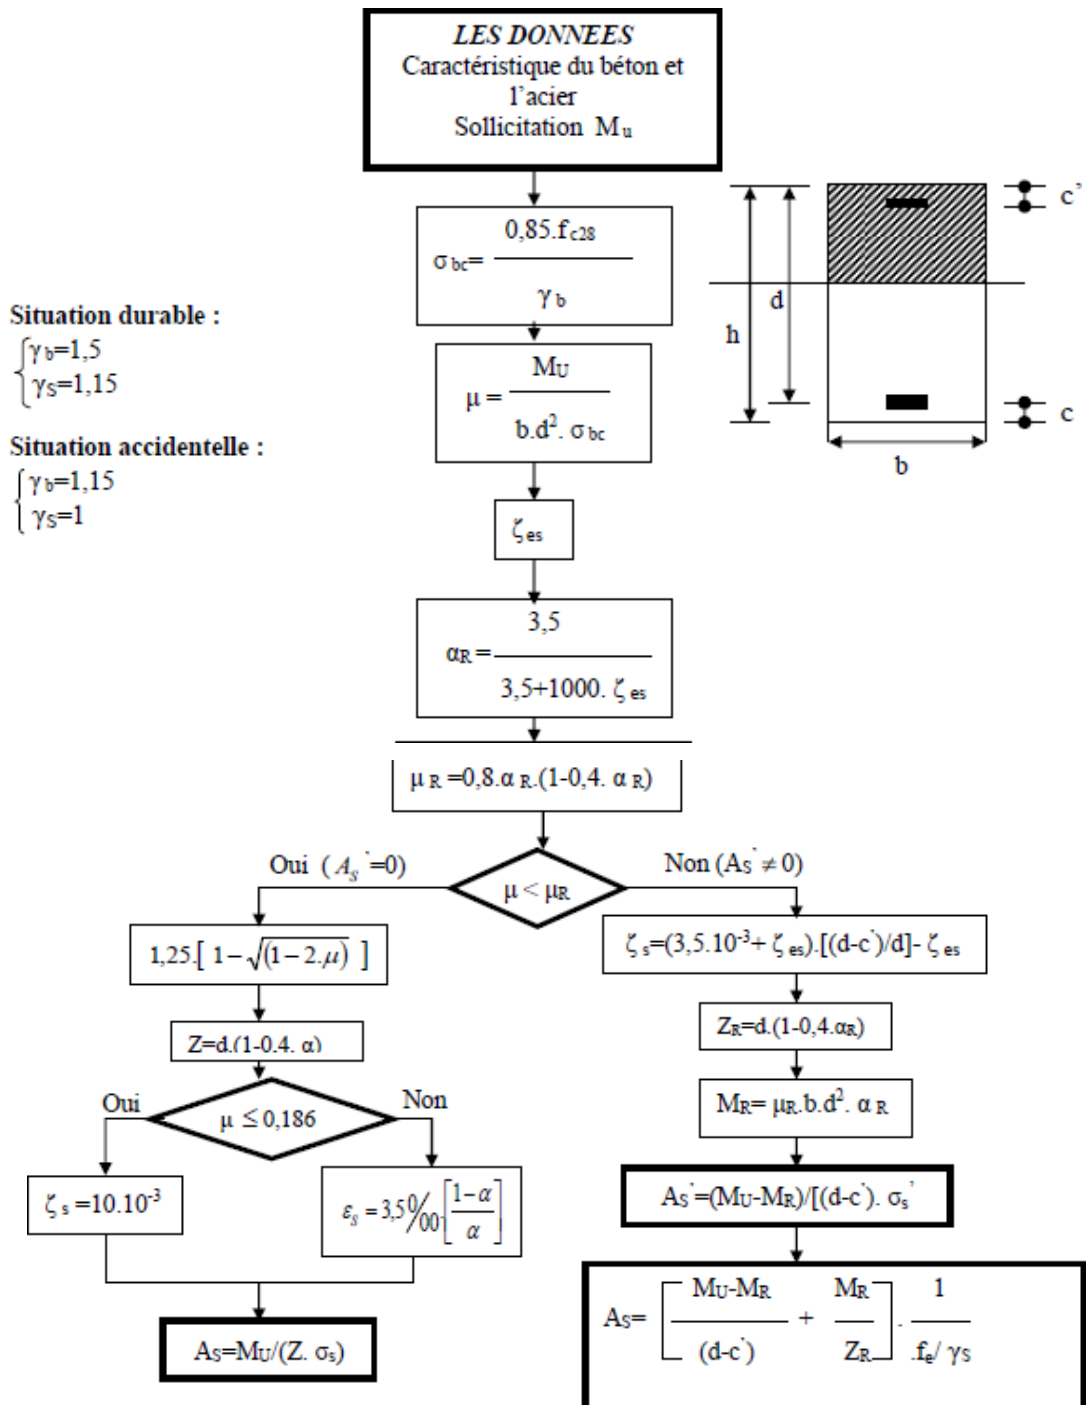 LES DONNEES
Caractéristique du béton et
l'acier
Sollicitation Mu
σbc= 0,85.fc28 / γb
c'
d
h
c
b
Situation durable :
γb=1,5
γS=1,15
Situation accidentelle :
γb=1,15
γS=1
μ = MU / b.d². σbc
ζes
αR= 3,5 / 3,5+1000. ζes
μR =0,8.αR.(1-0,4. αR)
Oui (As'=0)
μ < μR
Non (As' ≠ 0)
1,25.[ 1-√(1-2.μ) ]
ζs=(3,5.10⁻³+ ζes).[(d-c')/d]- ζes
Z=d.(1-0,4. α)
ZR=d.(1-0,4.αR)
Oui
μ ≤ 0,186
Non
MR= μR.b.d². αR
ζs =10.10⁻³
εs = 3,5‰.[(1-α)/α]
As'=(MU-MR)/[(d-c'). σs'
AS= [ MU-MR / (d-c') + MR / ZR ] . 1 / .fe/ γS
AS=MU/(Z. σs)